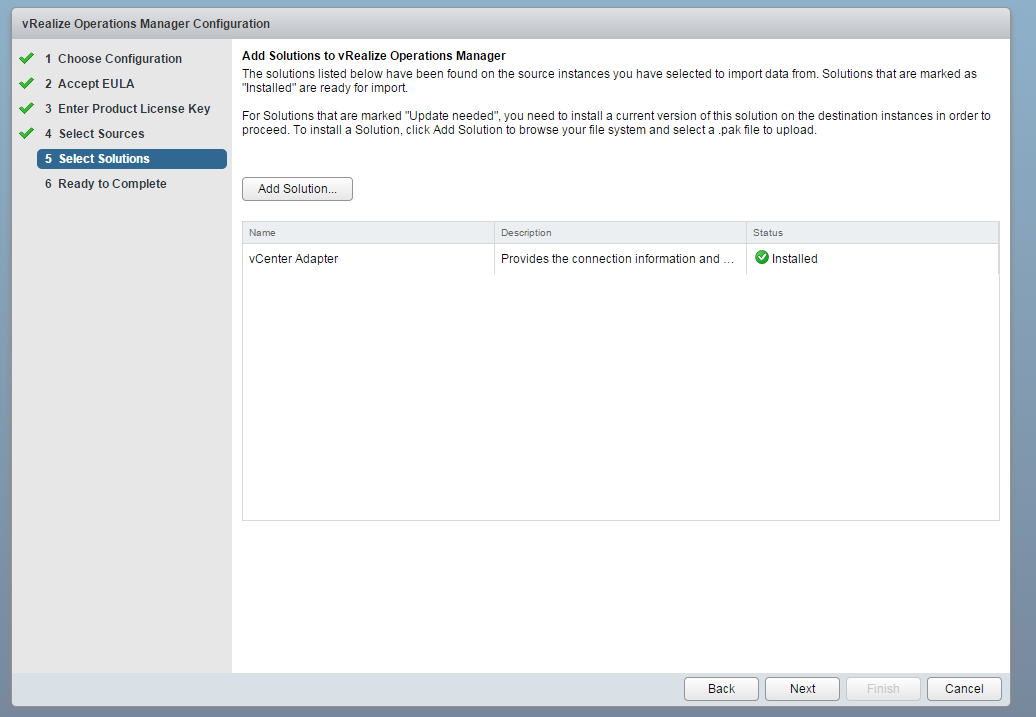 vRealize Operations Manager Configuration
1 Choose Configuration
2 Accept EULA
3 Enter Product License Key
4 Select Sources
5 Select Solutions
6 Ready to Complete
Add Solutions to vRealize Operations Manager
The solutions listed below have been found on the source instances you have selected to import data from. Solutions that are marked as
"Installed" are ready for import.
For Solutions that are marked "Update needed", you need to install a current version of this solution on the destination instances in order to
proceed. To install a Solution, click Add Solution to browse your file system and select a .pak file to upload.
Add Solution...
Name Description Status
vCenter Adapter Provides the connection information and ... Installed
Back Next Finish Cancel